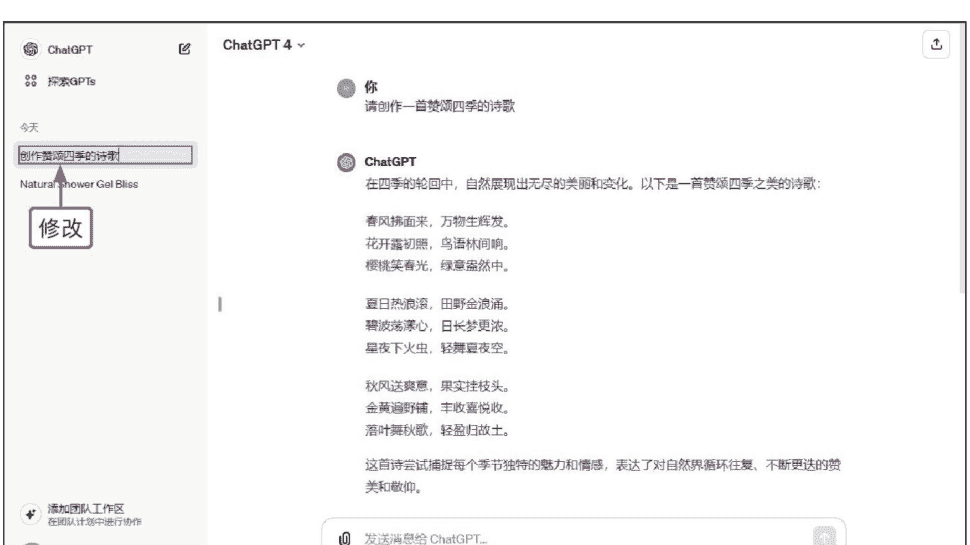 ChatGPT
探索GPTs
今天
创作赞颂四季的诗歌
Natural Shower Gel Bliss
修改
添加团队工作区
在团队计划中进行协作
ChatGPT 4
你
请创作一首赞颂四季的诗歌
ChatGPT
在四季的轮回中，自然展现出无尽的美丽和变化。以下是一首赞颂四季之美的诗歌：
春风拂面来，万物生辉发。
花开露初照，鸟语林间响。
樱桃笑春光，绿意盎然中。
夏日热浪滚，田野金浪涌。
碧波荡漾心，日长梦更浓。
星夜下火虫，轻舞夏夜空。
秋风送爽意，果实挂枝头。
金黄遍野铺，丰收喜悦收。
落叶舞秋歌，轻盈归故土。
这首诗尝试捕捉每个季节独特的魅力和情感，表达了对自然界循环往复、不断更迭的赞
美和敬仰。
发送消息给 ChatGPT...